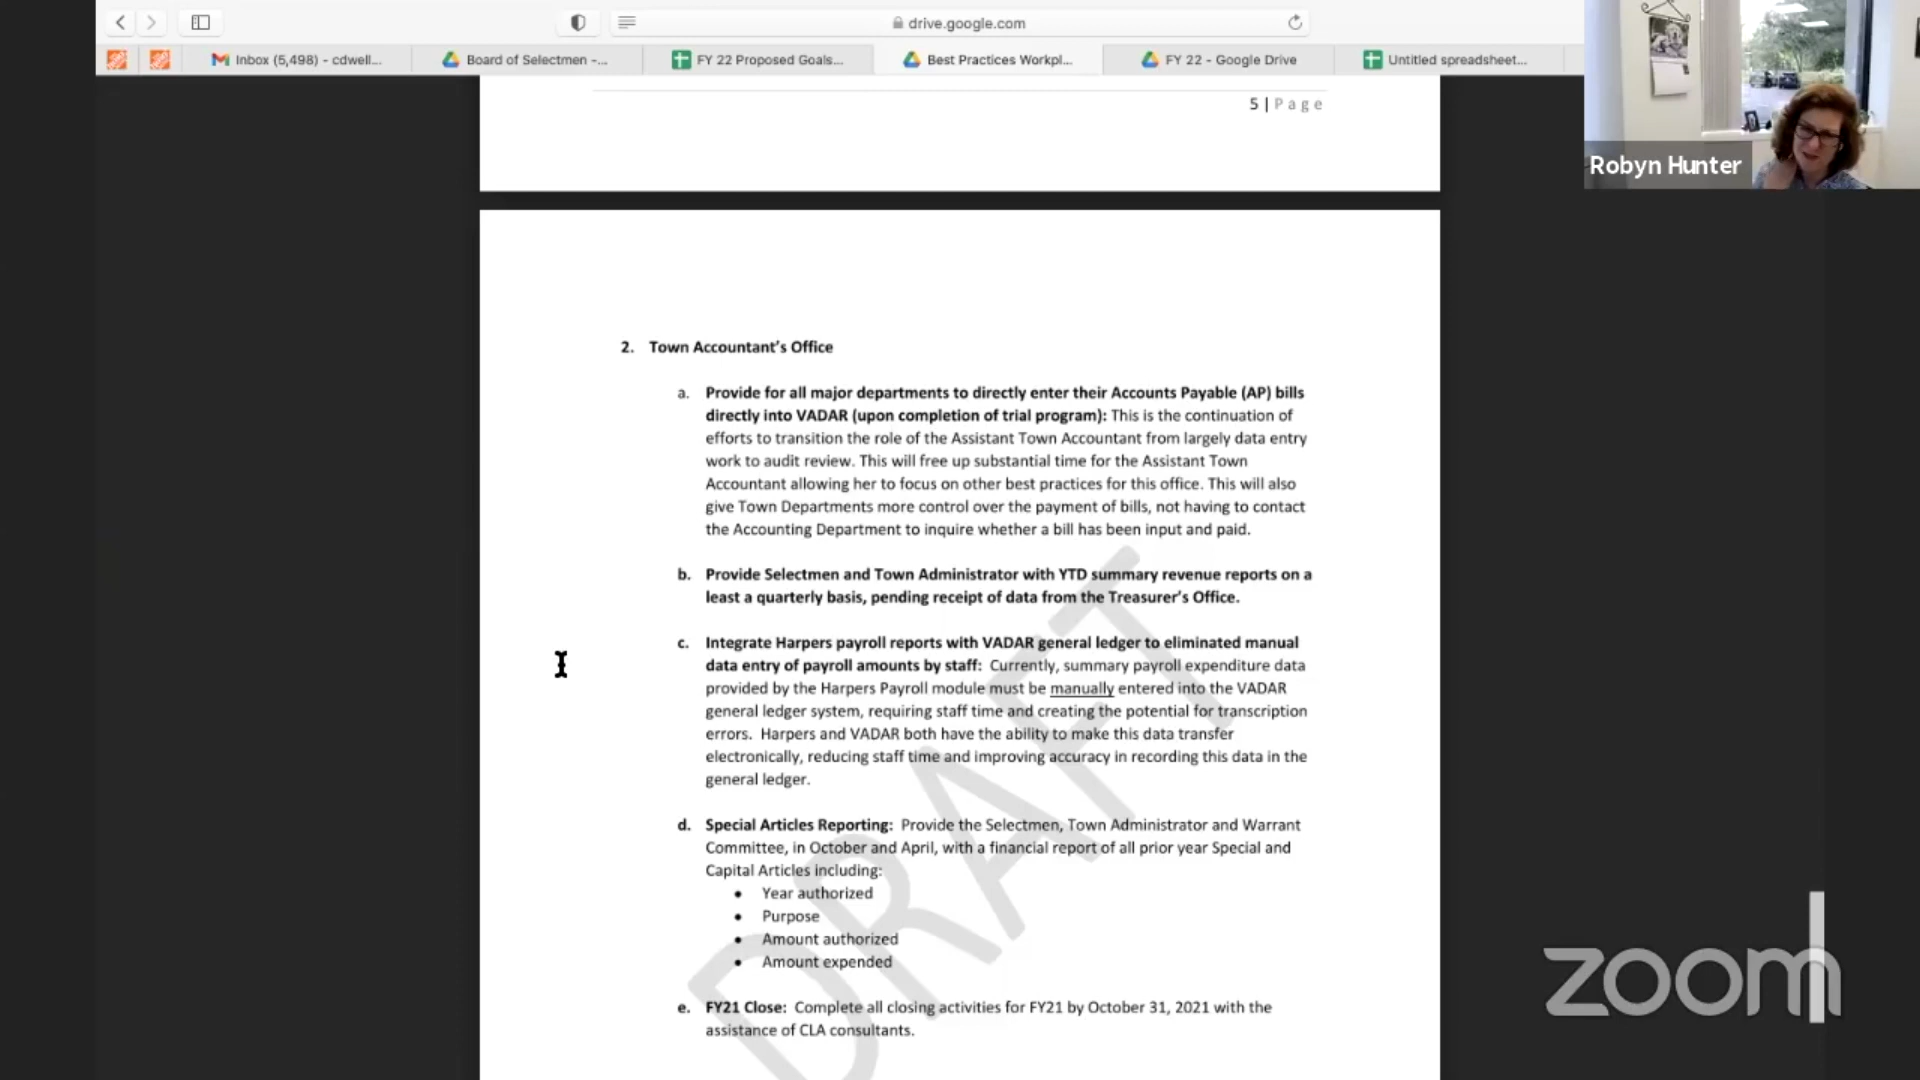 drive.google.com
Inbox (5,498) - cdwell...
Board of Selectmen -...
FY 22 Proposed Goals...
Best Practices Workpl...
FY 22 - Google Drive
Untitled spreadsheet...
Robyn Hunter
5 | Page
2. Town Accountant's Office
a. Provide for all major departments to directly enter their Accounts Payable (AP) bills
directly into VADAR (upon completion of trial program): This is the continuation of
efforts to transition the role of the Assistant Town Accountant from largely data entry
work to audit review. This will free up substantial time for the Assistant Town
Accountant allowing her to focus on other best practices for this office. This will also
give Town Departments more control over the payment of bills, not having to contact
the Accounting Department to inquire whether a bill has been input and paid.
b. Provide Selectmen and Town Administrator with YTD summary revenue reports on a
least a quarterly basis, pending receipt of data from the Treasurer's Office.
c. Integrate Harpers payroll reports with VADAR general ledger to eliminated manual
data entry of payroll amounts by staff: Currently, summary payroll expenditure data
provided by the Harpers Payroll module must be manually entered into the VADAR
general ledger system, requiring staff time and creating the potential for transcription
errors. Harpers and VADAR both have the ability to make this data transfer
electronically, reducing staff time and improving accuracy in recording this data in the
general ledger.
d. Special Articles Reporting: Provide the Selectmen, Town Administrator and Warrant
Committee, in October and April, with a financial report of all prior year Special and
Capital Articles including:
• Year authorized
• Purpose
• Amount authorized
• Amount expended
e. FY21 Close: Complete all closing activities for FY21 by October 31, 2021 with the
assistance of CLA consultants.
DRAFT
zoom